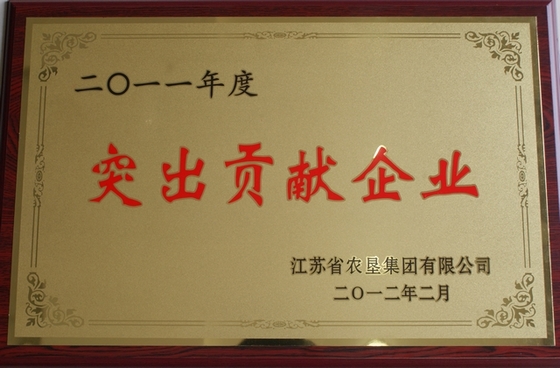 二〇一一年度
突出贡献企业
江苏省农垦集团有限公司
二〇一二年二月